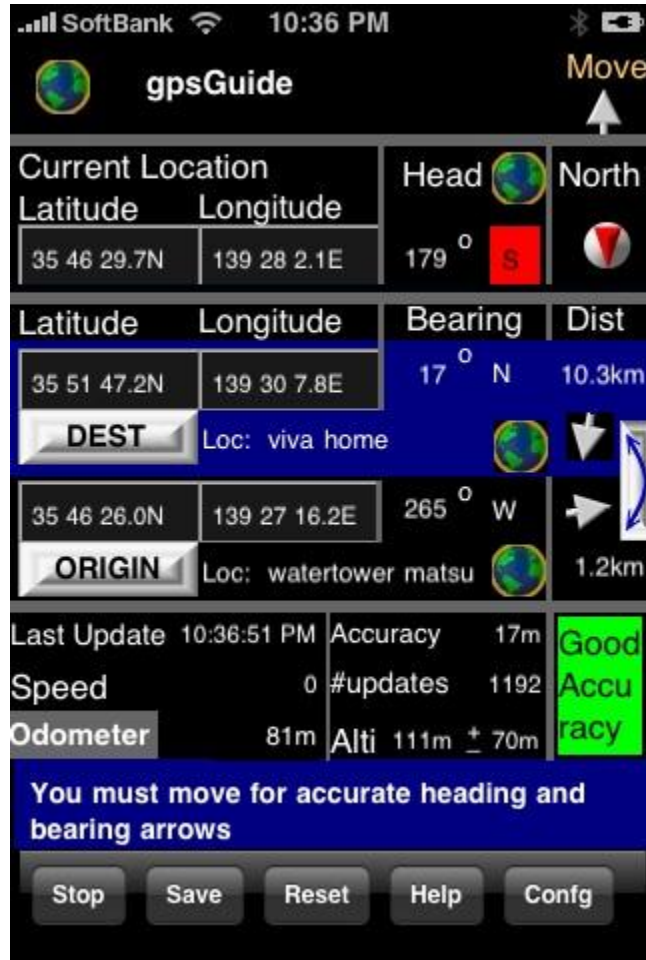 SoftBank 10:36 PM
gpsGuide Move
Current Location Head North
Latitude Longitude
35 46 29.7N 139 28 2.1E 179 o S
Latitude Longitude Bearing Dist
35 51 47.2N 139 30 7.8E 17 o N 10.3km
DEST Loc: viva home
35 46 26.0N 139 27 16.2E 265 o W
ORIGIN Loc: watertower matsu 1.2km
Last Update 10:36:51 PM Accuracy 17m Good
Speed 0 #updates 1192 Accu
Odometer 81m Alti 111m ± 70m racy
You must move for accurate heading and
bearing arrows
Stop Save Reset Help Confg